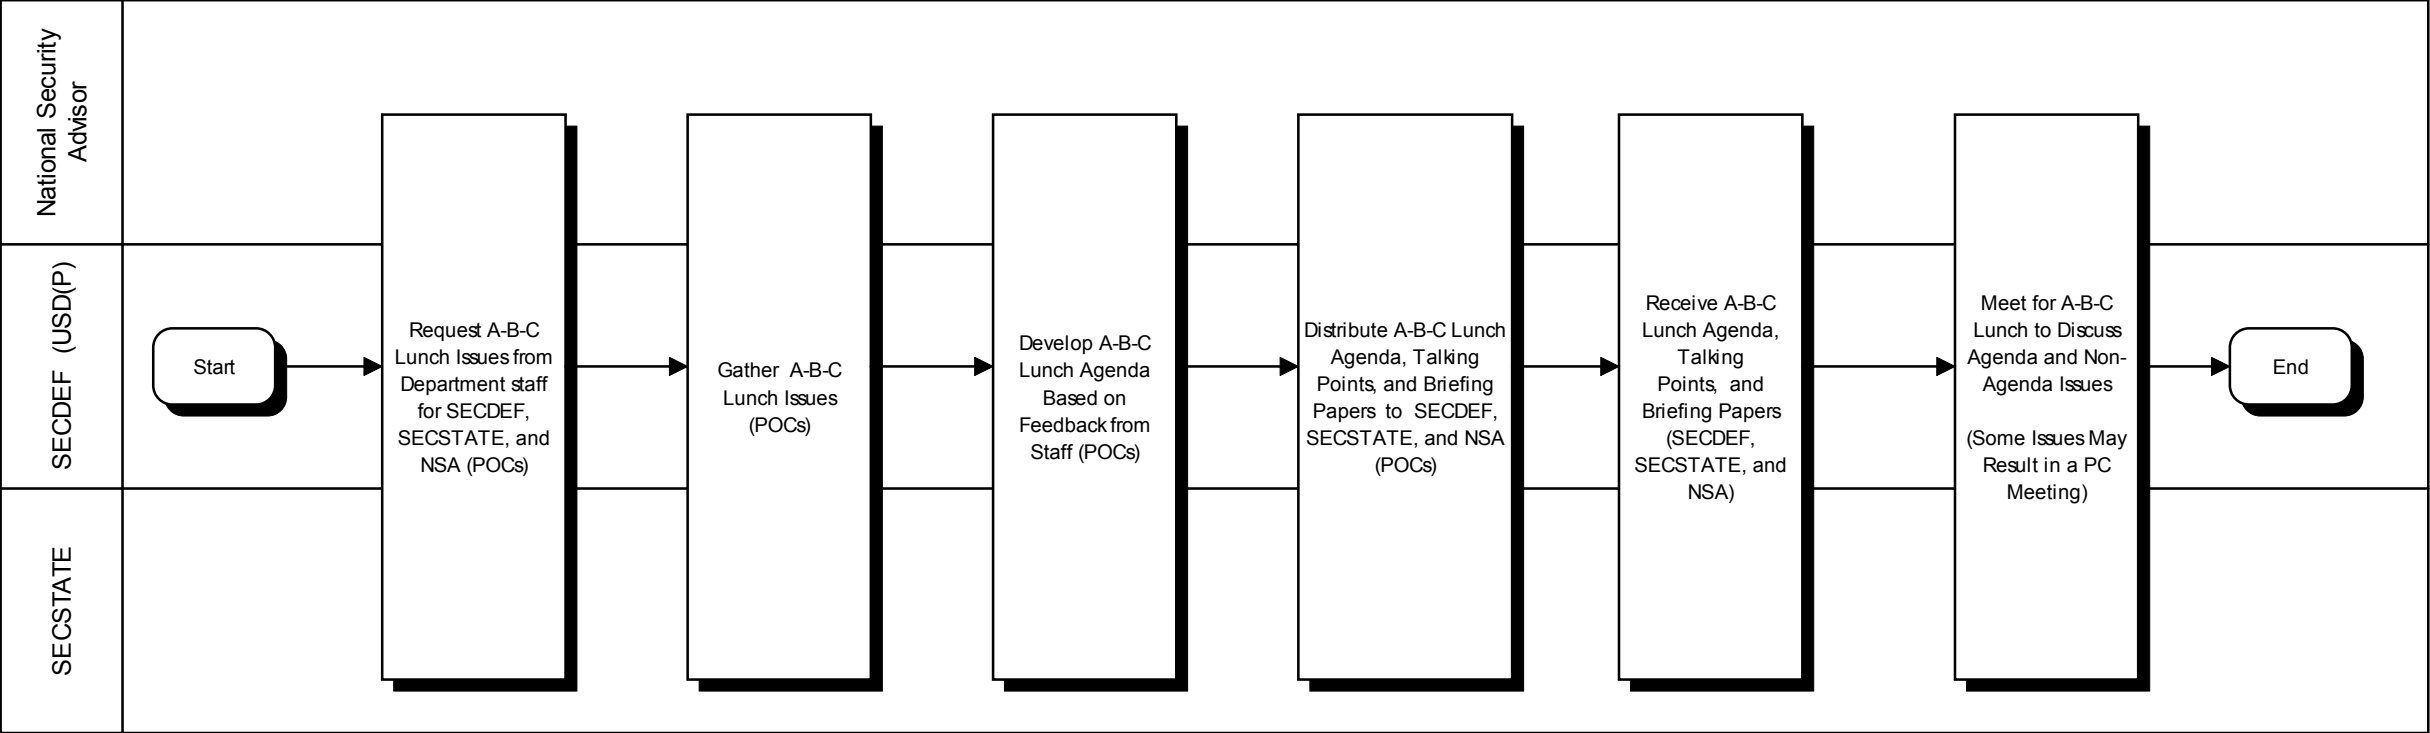 National Security
Advisor
SECDEF (USD(P)
SECSTATE
Start
Request A-B-C
Lunch Issues from
Department staff
for SECDEF,
SECSTATE, and
NSA (POCs)
Gather A-B-C
Lunch Issues
(POCs)
Develop A-B-C
Lunch Agenda
Based on
Feedback from
Staff (POCs)
Distribute A-B-C Lunch
Agenda, Talking
Points, and Briefing
Papers to SECDEF,
SECSTATE, and NSA
(POCs)
Receive A-B-C
Lunch Agenda,
Talking
Points, and
Briefing Papers
(SECDEF,
SECSTATE, and
NSA)
Meet for A-B-C
Lunch to Discuss
Agenda and Non-
Agenda Issues
(Some Issues May
Result in a PC
Meeting)
End